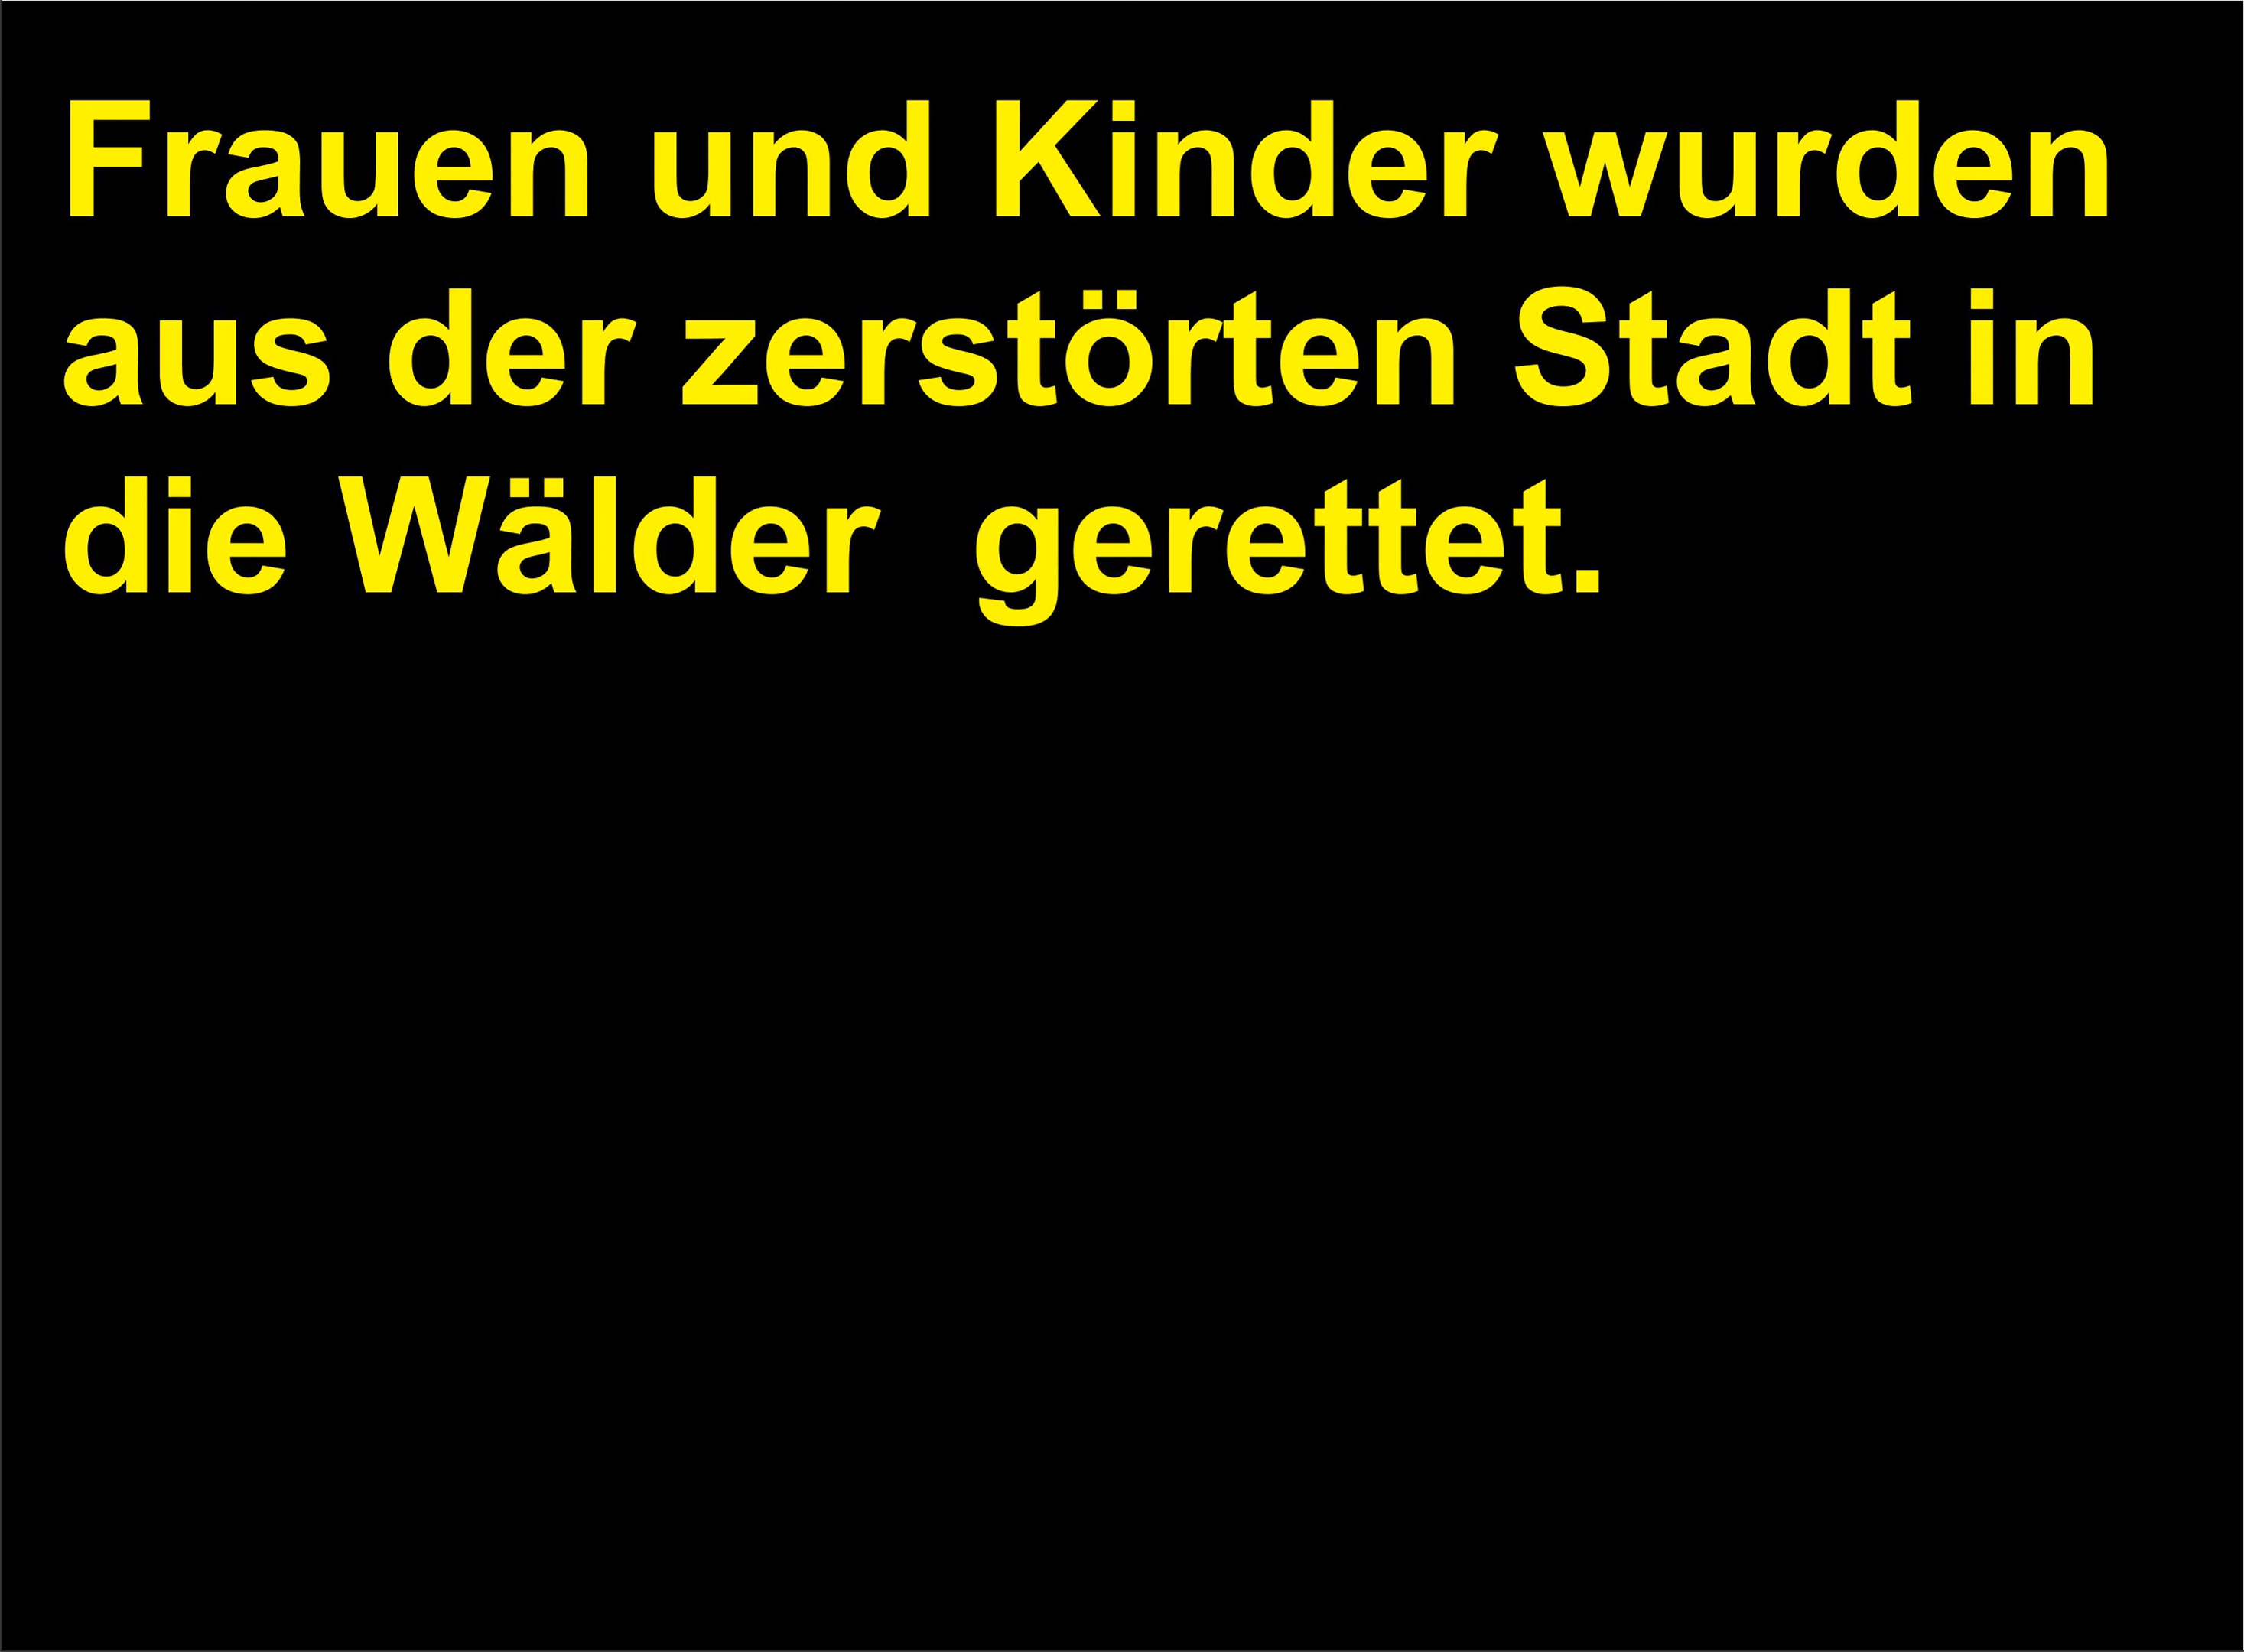 Frauen und Kinder wurden
aus der zerstörten Stadt in
die Wälder  gerettet.